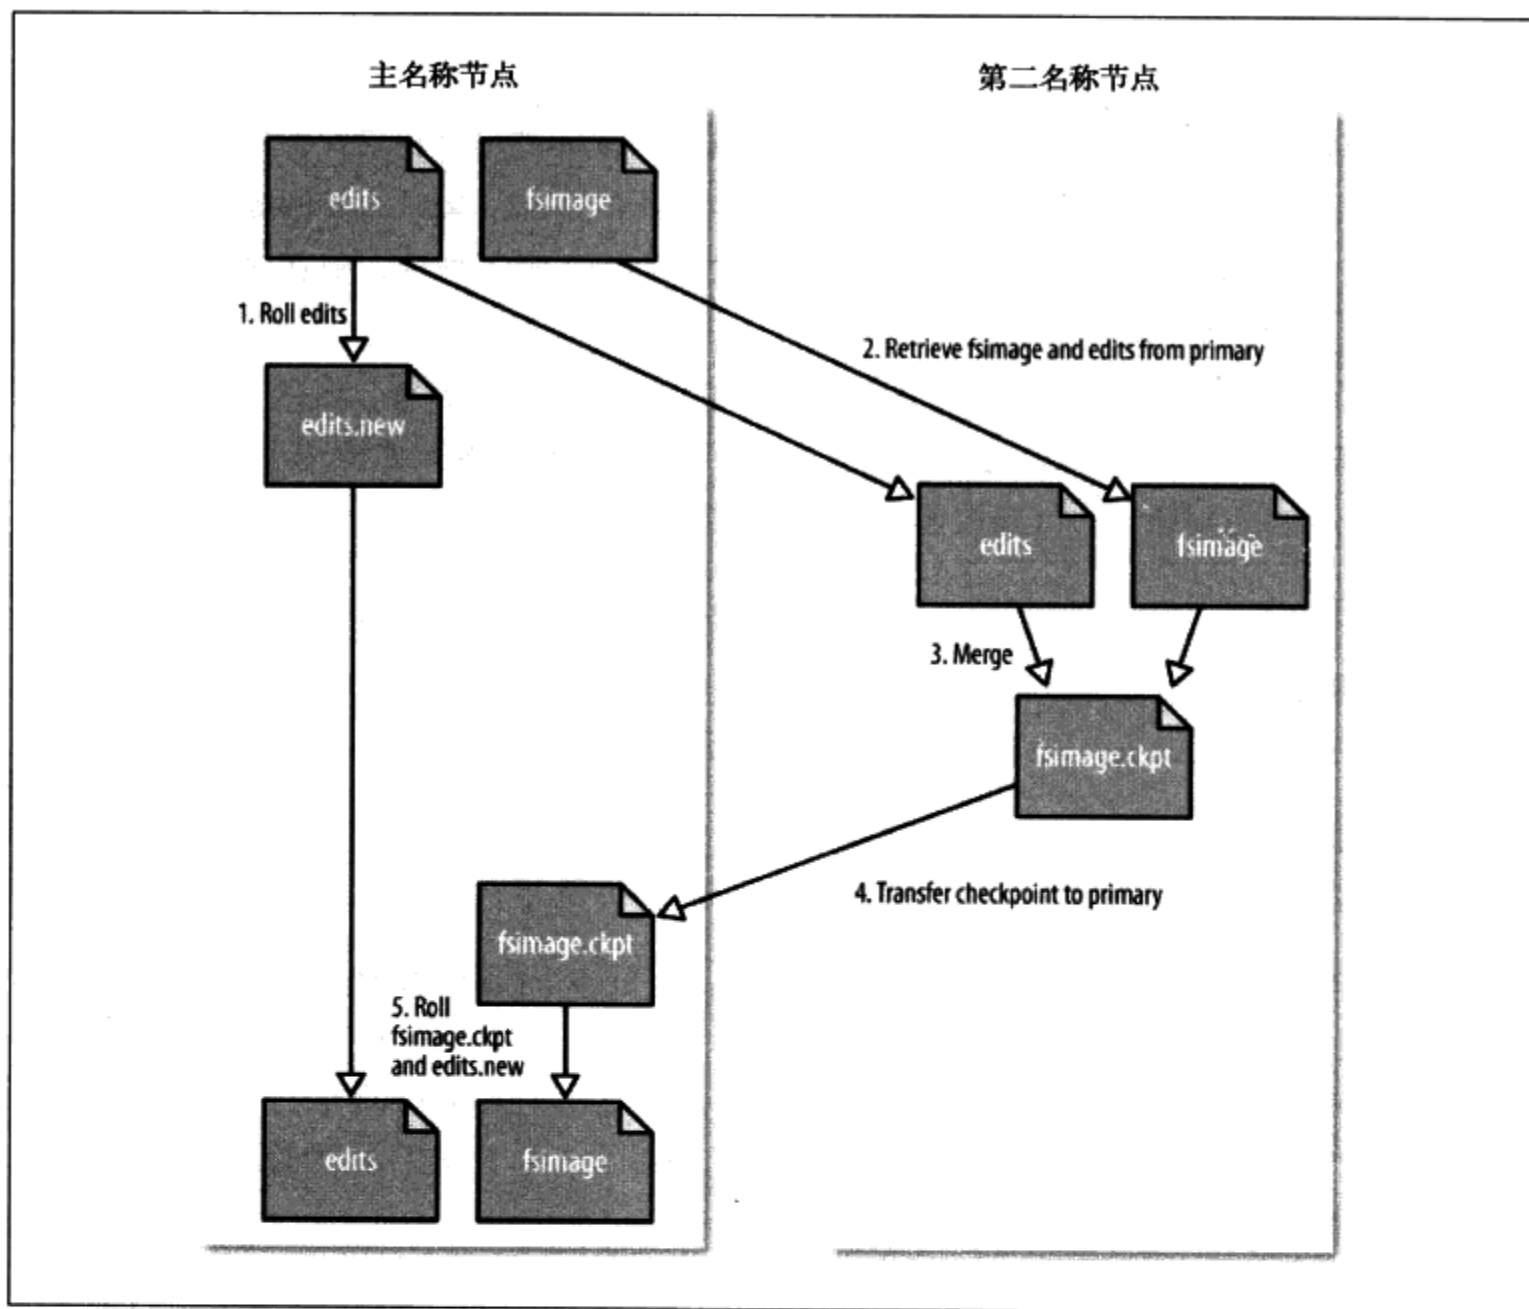 主名称节点
第二名称节点
edits
fsimage
1. Roll edits
2. Retrieve fsimage and edits from primary
edits.new
edits
fsimage
3. Merge
fsimage.ckpt
4. Transfer checkpoint to primary
fsimage.ckpt
5. Roll
fsimage.ckpt
and edits.new
edits
fsimage